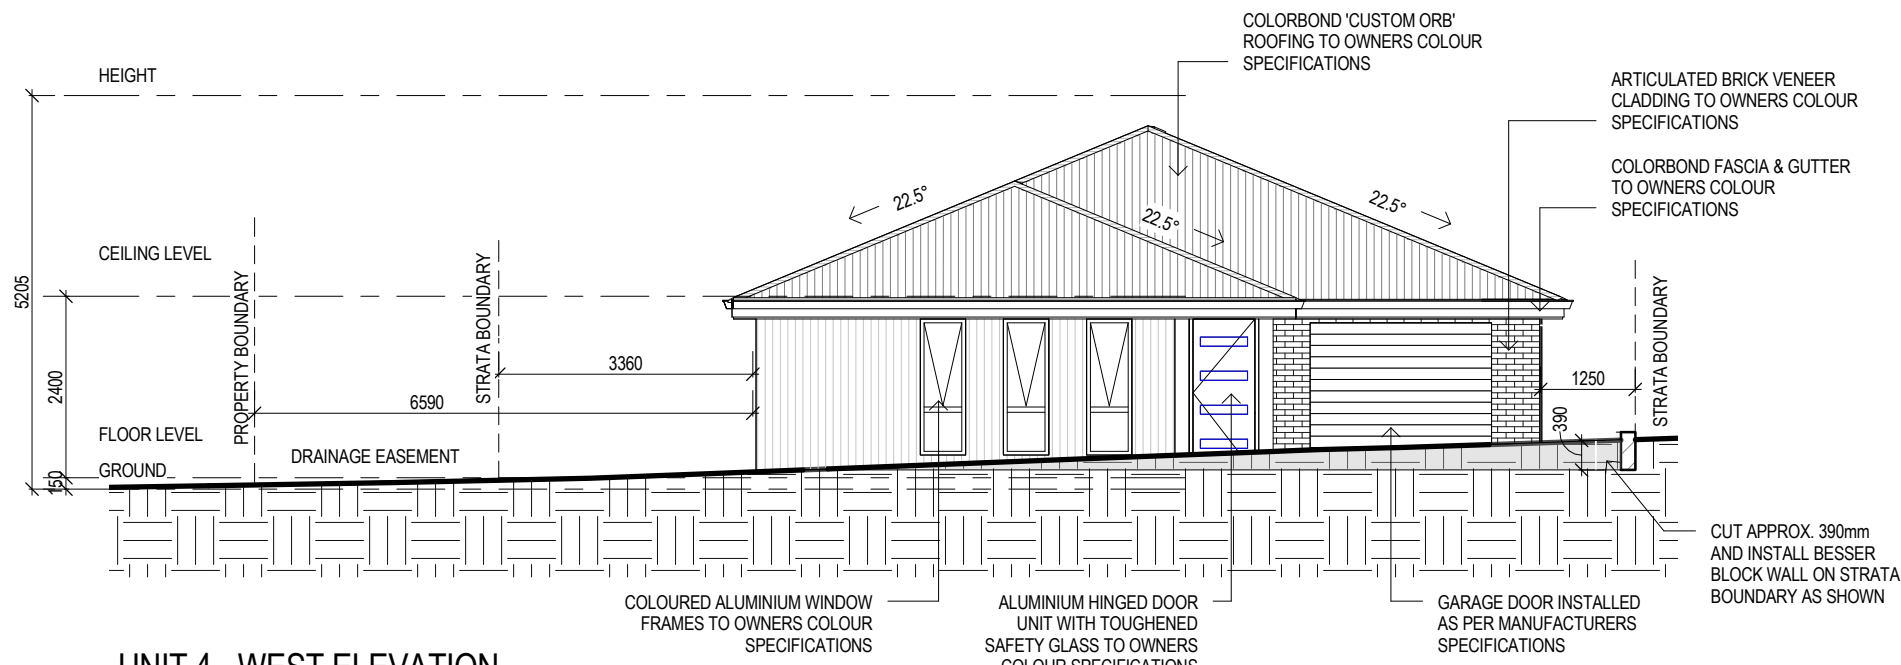 COLORBOND 'CUSTOM ORB'
ROOFING TO OWNERS COLOUR
SPECIFICATIONS
HEIGHT
ARTICULATED BRICK VENEER
CLADDING TO OWNERS COLOUR
SPECIFICATIONS
COLORBOND FASCIA & GUTTER
TO OWNERS COLOUR
SPECIFICATIONS
22.5°
22.5°
22.5°
CEILING LEVEL
5205
2400
150
PROPERTY BOUNDARY
STRATA BOUNDARY
STRATA BOUNDARY
3360
6590
1250
390
FLOOR LEVEL
GROUND
DRAINAGE EASEMENT
CUT APPROX. 390mm
AND INSTALL BESSER
BLOCK WALL ON STRATA
BOUNDARY AS SHOWN
COLOURED ALUMINIUM WINDOW
FRAMES TO OWNERS COLOUR
SPECIFICATIONS
ALUMINIUM HINGED DOOR
UNIT WITH TOUGHENED
SAFETY GLASS TO OWNERS
COLOUR SPECIFICATIONS
GARAGE DOOR INSTALLED
AS PER MANUFACTURERS
SPECIFICATIONS
UNIT 4 - WEST ELEVATION